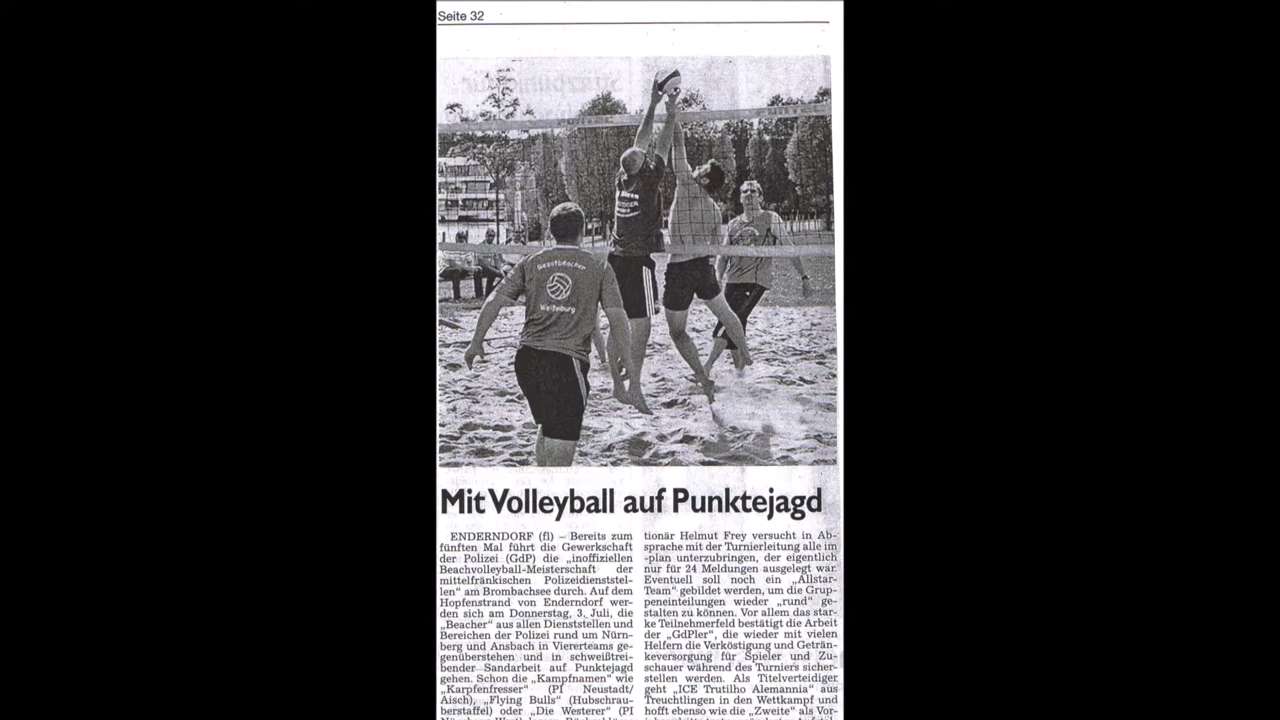 Seite 32
Weißenburg
Mit Volleyball auf Punktejagd
ENDERNDORF (fl) – Bereits zum
fünften Mal führt die Gewerkschaft
der Polizei (GdP) die „inoffiziellen
Beachvolleyball-Meisterschaft der
mittelfränkischen Polizeidienststel-
len“ am Brombachsee durch. Auf dem
Hopfenstrand von Enderndorf wer-
den sich am Donnerstag, 3. Juli, die
„Beacher“ aus allen Dienststellen und
Bereichen der Polizei rund um Nürn-
berg und Ansbach in Viererteams ge-
genüberstehen und in schweißtrei-
bender Sandarbeit auf Punktejagd
gehen. Schon die „Kampfnamen“ wie
„Karpfenfresser“ (PI Neustadt/
Aisch), „Flying Bulls“ (Hubschrau-
berstaffel) oder „Die Westerer“ (PI
tionär Helmut Frey versucht in Ab-
sprache mit der Turnierleitung alle im
-plan unterzubringen, der eigentlich
nur für 24 Meldungen ausgelegt war.
Eventuell soll noch ein „Allstar-
Team“ gebildet werden, um die Grup-
peneinteilungen wieder „rund“ ge-
stalten zu können. Vor allem das star-
ke Teilnehmerfeld bestätigt die Arbeit
der „GdPler“, die wieder mit vielen
Helfern die Verköstigung und Geträn-
keversorgung für Spieler und Zu-
schauer während des Turniers sicher-
stellen werden. Als Titelverteidiger
geht „ICE Trutilho Alemannia“ aus
Treuchtlingen in den Wettkampf und
hofft ebenso wie die „Zweite“ als Vor-